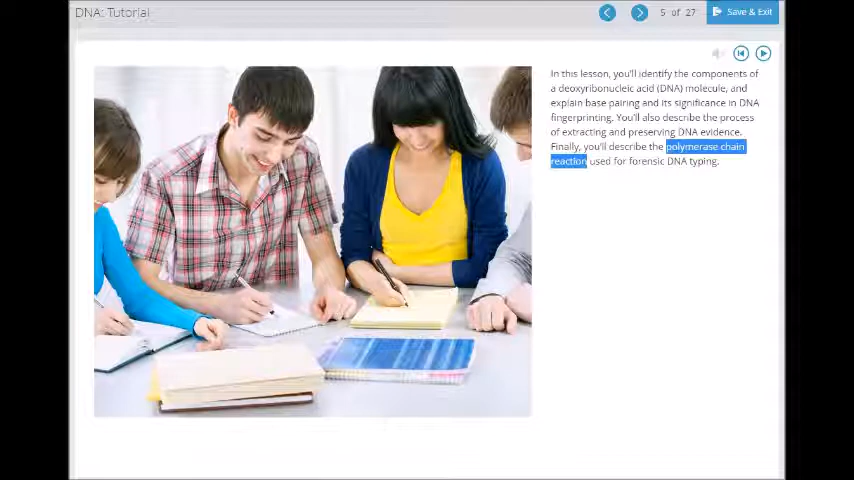 DNA: Tutorial
5 of 27
Save & Exit
In this lesson, you'll identify the components of
a deoxyribonucleic acid (DNA) molecule, and
explain base pairing and its significance in DNA
fingerprinting. You'll also describe the process
of extracting and preserving DNA evidence.
Finally, you'll describe the polymerase chain
reaction used for forensic DNA typing.